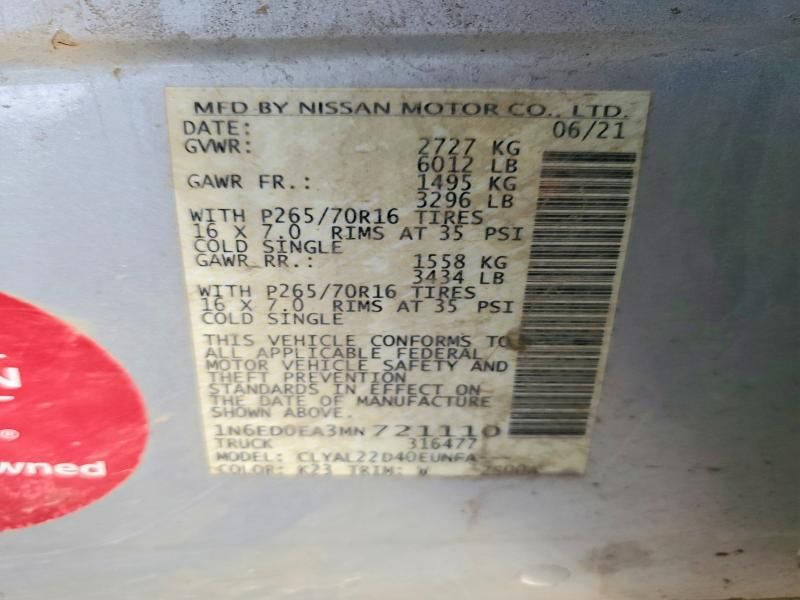 MFD BY NISSAN MOTOR CO., LTD.
DATE: 06/21
GVWR: 2727 KG
6012 LB
GAWR FR.: 1495 KG
3296 LB
WITH P265/70R16 TIRES
16 X 7.0 RIMS AT 35 PSI
COLD SINGLE
GAWR RR.: 1558 KG
3434 LB
WITH P265/70R16 TIRES
16 X 7.0 RIMS AT 35 PSI
COLD SINGLE
THIS VEHICLE CONFORMS TO
ALL APPLICABLE FEDERAL
MOTOR VEHICLE SAFETY AND
THEFT PREVENTION
STANDARDS IN EFFECT ON
THE DATE OF MANUFACTURE
SHOWN ABOVE.
1N6ED0EA3MN721110
TRUCK 316477
MODEL: CLYAL22D40EUNEA
COLOR: K23 TRIM: W
N
®
wned